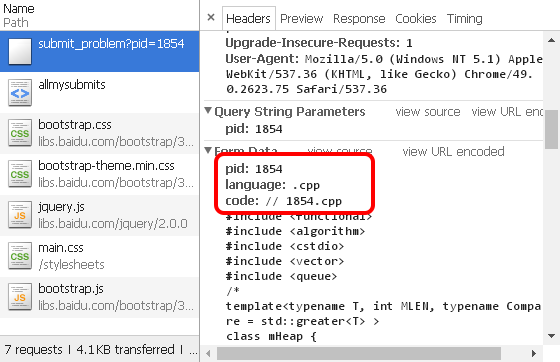 Name
Path
submit_problem?pid=1854
allmysubmits
bootstrap.css
libs.baidu.com/bootstrap/3...
bootstrap-theme.min.css
libs.baidu.com/bootstrap/3...
jquery.js
libs.baidu.com/jquery/2.0.0
main.css
/stylesheets
bootstrap.js
libs.baidu.com/bootstrap/3...
7 requests | 4.1KB transferred | ...
× Headers Preview Response Cookies Timing
Upgrade-Insecure-Requests: 1
User-Agent: Mozilla/5.0 (Windows NT 5.1) Apple
WebKit/537.36 (KHTML, like Gecko) Chrome/49.
0.2623.75 Safari/537.36
Query String Parameters view source view URL enco
pid: 1854
Form Data view source view URL encoded
pid: 1854
language: .cpp
code: // 1854.cpp
#include <functional>
#include <algorithm>
#include <cstdio>
#include <vector>
#include <queue>
/*
template<typename T, int MLEN, typename Compa
re = std::greater<T> >
class mHeap {